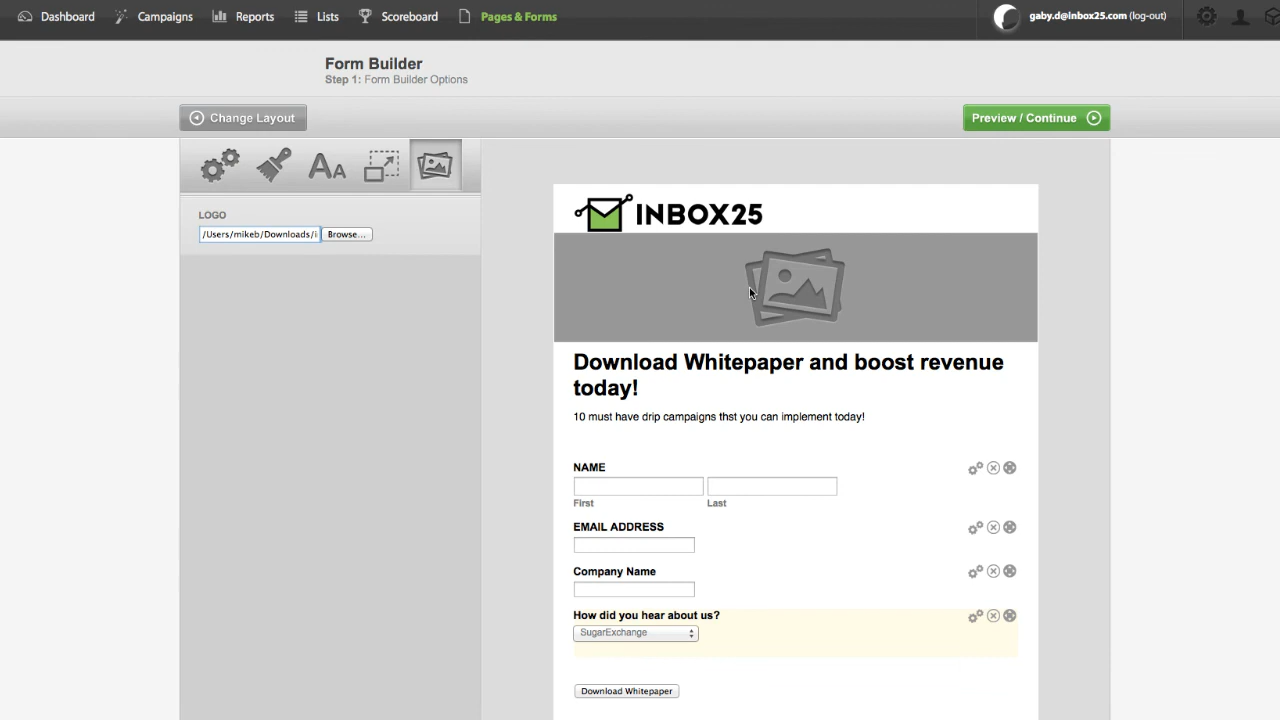 Dashboard Campaigns Reports Lists Scoreboard Pages & Forms gaby.d@inbox25.com (log-out)
Form Builder
Step 1: Form Builder Options
Change Layout Preview / Continue
AA
LOGO
/Users/mikeb/Downloads/i Browse...
INBOX25
Download Whitepaper and boost revenue
today!
10 must have drip campaigns thst you can implement today!
NAME
First Last
EMAIL ADDRESS
Company Name
How did you hear about us?
SugarExchange
Download Whitepaper